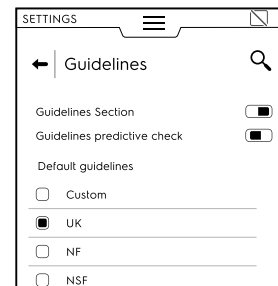 SETTINGS
Guidelines
Guidelines Section
Guidelines predictive check
Default guidelines
Custom
UK
NF
NSF